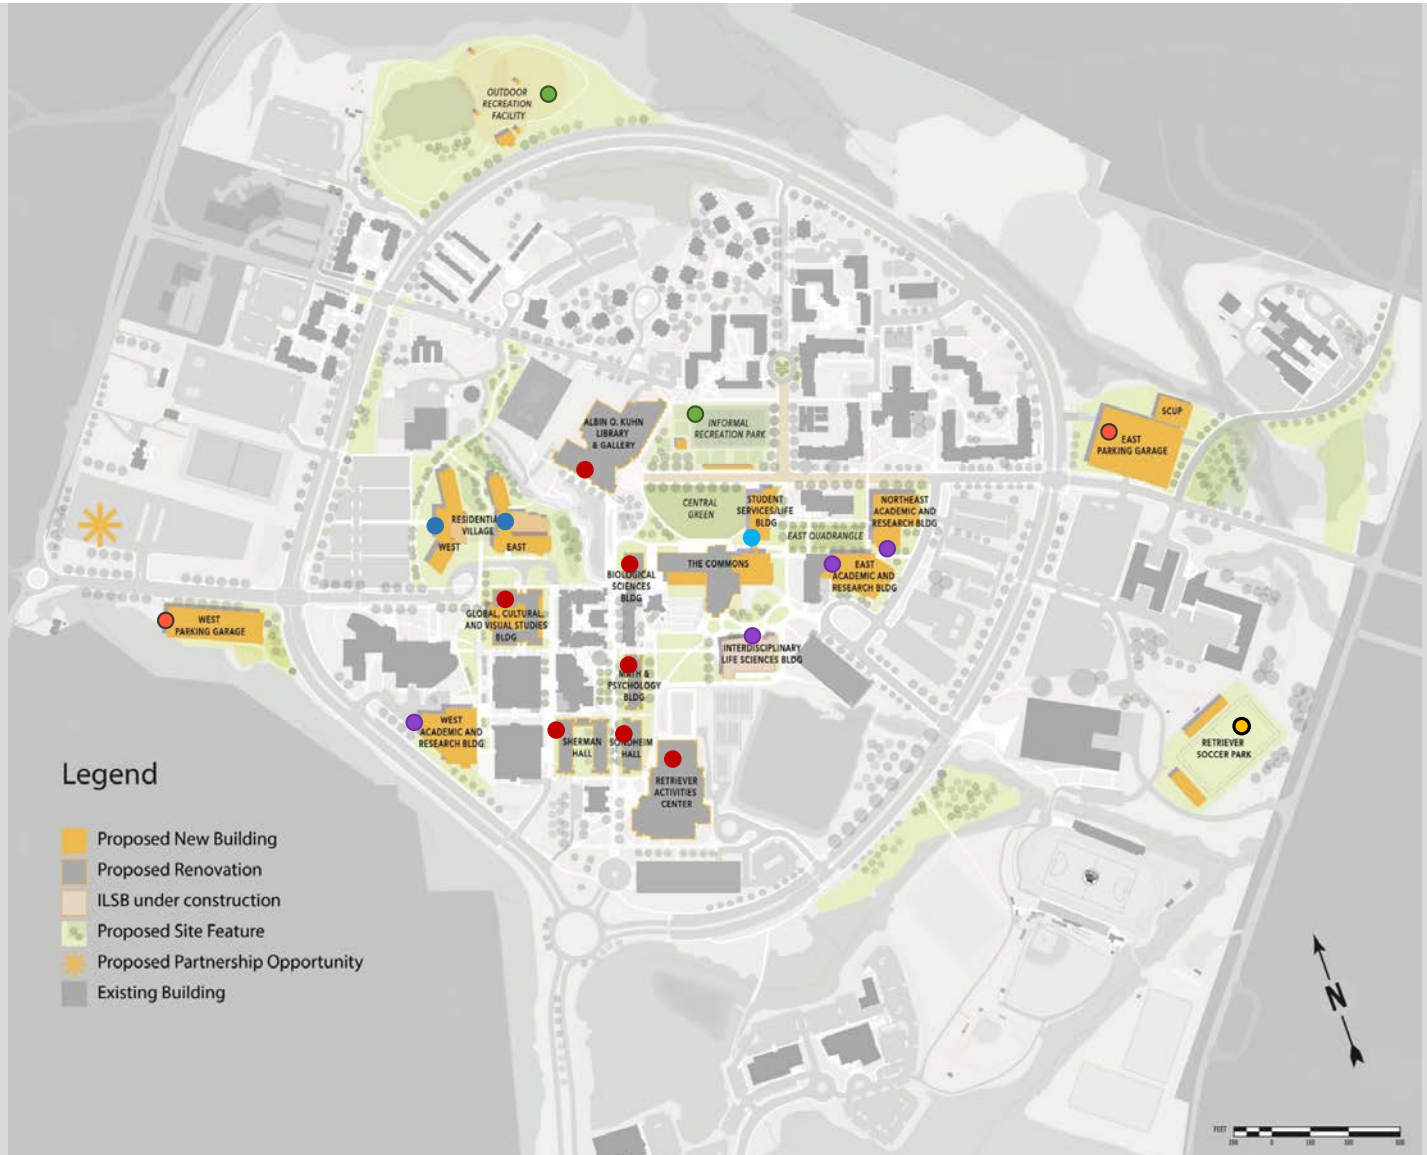 OUTDOOR
RECREATION
FACILITY
ALBIN O. KUHN
LIBRARY
& GALLERY
INFORMAL
RECREATION PARK
SCUP
EAST
PARKING GARAGE
CENTRAL
GREEN
STUDENT
SERVICES/LIFE
BLDG
NORTHEAST
ACADEMIC AND
RESEARCH BLDG
RESIDENTIAL
VILLAGE
WEST
EAST
EAST QUADRANGLE
THE COMMONS
EAST
ACADEMIC AND
RESEARCH BLDG
BIOLOGICAL
SCIENCES
BLDG
GLOBAL, CULTURAL,
AND VISUAL STUDIES
BLDG
WEST
PARKING GARAGE
INTERDISCIPLINARY
LIFE SCIENCES BLDG
MATH &
PSYCHOLOGY
BLDG
WEST
ACADEMIC AND
RESEARCH BLDG
SHERMAN
HALL
SONDHEIM
HALL
RETRIEVER
ACTIVITIES
CENTER
RETRIEVER
SOCCER PARK
Legend
Proposed New Building
Proposed Renovation
ILSB under construction
Proposed Site Feature
Proposed Partnership Opportunity
Existing Building
N
FEET